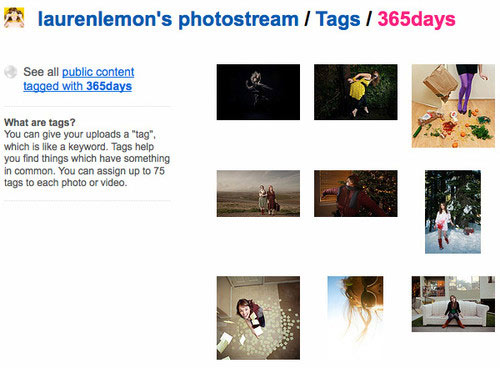 laurenlemon's photostream / Tags / 365days
See all public content
tagged with 365days
What are tags?
You can give your uploads a "tag",
which is like a keyword. Tags help
you find things which have something
in common. You can assign up to 75
tags to each photo or video.